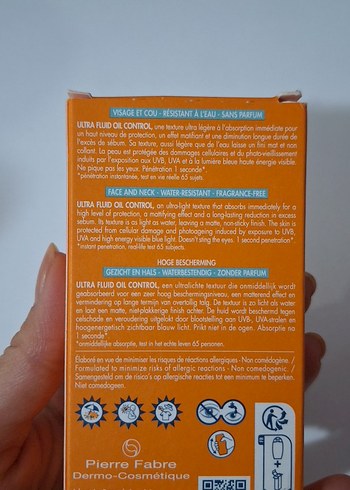 VISAGE ET COU - RÉSISTANT À L'EAU - SANS PARFUM
ULTRA FLUID OIL CONTROL, une texture ultra légère à l'absorption immédiate pour
un haut niveau de protection, un effet matifiant et une diminution longue durée de
l'excès de sébum. Sa texture, aussi légère que de l'eau laisse un fini mat et non
collant. La peau est protégée des dommages cellulaires et du photo-vieillissement
induits par l'exposition aux UVB, UVA et à la lumière bleue haute énergie visible.
Ne pique pas les yeux. Pénétration 1 seconde*.
*pénétration instantanée, test en vie réelle 65 sujets.
FACE AND NECK - WATER-RESISTANT - FRAGRANCE-FREE
ULTRA FLUID OIL CONTROL, an ultra-light texture that absorbs immediately for a
high level of protection, a mattifying effect and a long-lasting reduction in excess
sebum. Its texture is as light as water, leaving a matte, non-sticky finish. The skin is
protected from cellular damage and photoageing induced by exposure to UVB,
UVA and high energy visible blue light. Doesn't sting the eyes. 1 second penetration*.
*instant penetration, real-life test 65 subjects.
HOGE BESCHERMING
GEZICHT EN HALS - WATERBESTENDIG - ZONDER PARFUM
ULTRA FLUID OIL CONTROL, een ultralichte textuur die onmiddellijk wordt
geabsorbeerd voor een zeer hoog beschermingsniveau, een matterend effect en
vermindering op lange termijn van overtollig talg. De textuur is zo licht als water
en laat een matte, niet-plakkerige finish achter. De huid wordt beschermd tegen
celschade en veroudering uitgelokt door blootstelling aan UVB, UVA-stralen en
hoogenergetisch zichtbaar blauw licht. Prikt niet in de ogen. Absorptie na
1 seconde*.
*onmiddellijke absorptie, test in het echte leven 65 personen.
Élaboré en vue de minimiser les risques de réactions allergiques - Non comédogène. /
Formulated to minimize risks of allergic reactions - Non comedogenic. /
Samengesteld om de risico's op allergische reacties tot een minimum te beperken.
Niet comedogeen.
Pierre Fabre
Dermo-Cosmétique